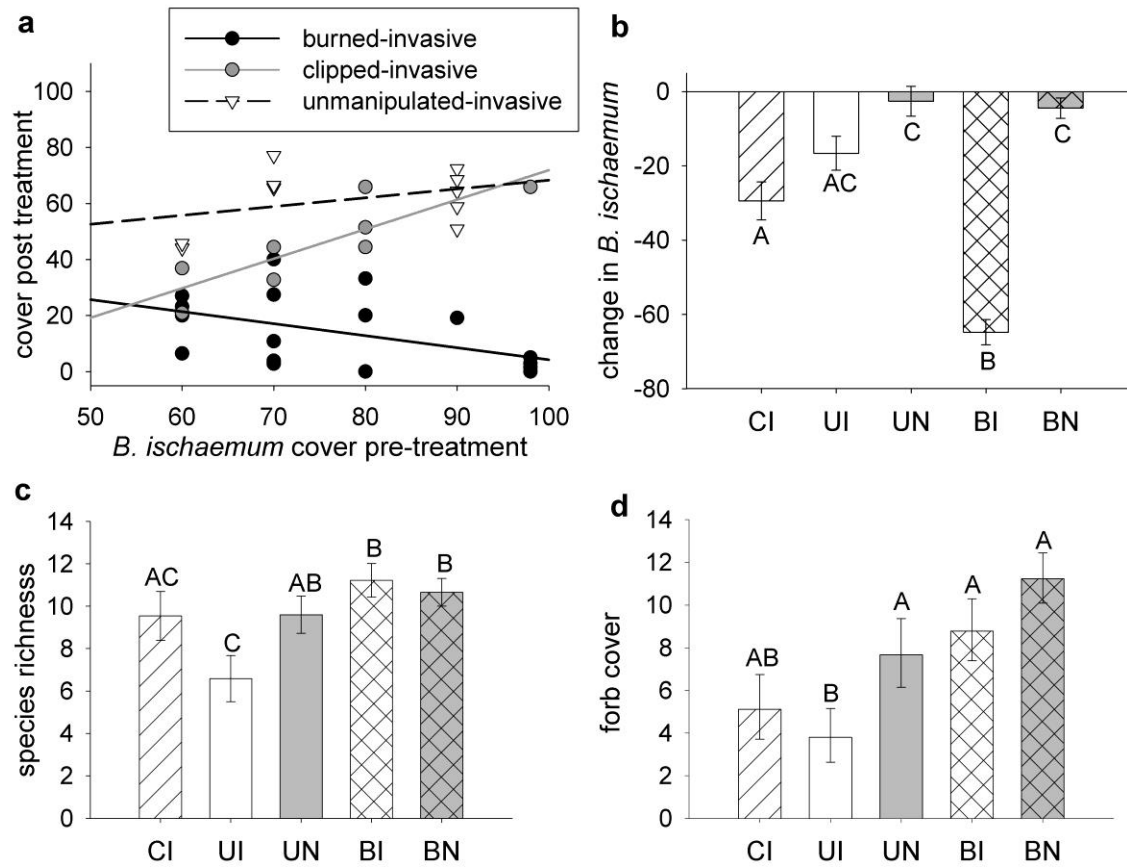 a
burned-invasive
clipped-invasive
unmanipulated-invasive
cover post treatment
100
80
60
40
20
0
50 60 70 80 90 100
B. ischaemum cover pre-treatment
b
change in B. ischaemum
0
-20
-40
-60
-80
A AC C B C
CI UI UN BI BN
c
species richnesss
14
12
10
8
6
4
2
0
AC C AB B B
CI UI UN BI BN
d
forb cover
14
12
10
8
6
4
2
0
AB B A A A
CI UI UN BI BN